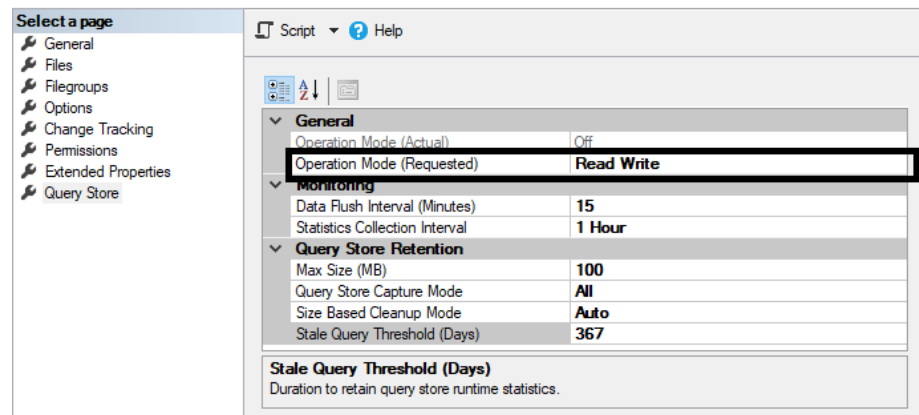 Select a page
General
Files
Filegroups
Options
Change Tracking
Permissions
Extended Properties
Query Store
Script Help
General
Operation Mode (Actual) Off
Operation Mode (Requested) Read Write
Monitoring
Data Flush Interval (Minutes) 15
Statistics Collection Interval 1 Hour
Query Store Retention
Max Size (MB) 100
Query Store Capture Mode All
Size Based Cleanup Mode Auto
Stale Query Threshold (Days) 367
Stale Query Threshold (Days)
Duration to retain query store runtime statistics.